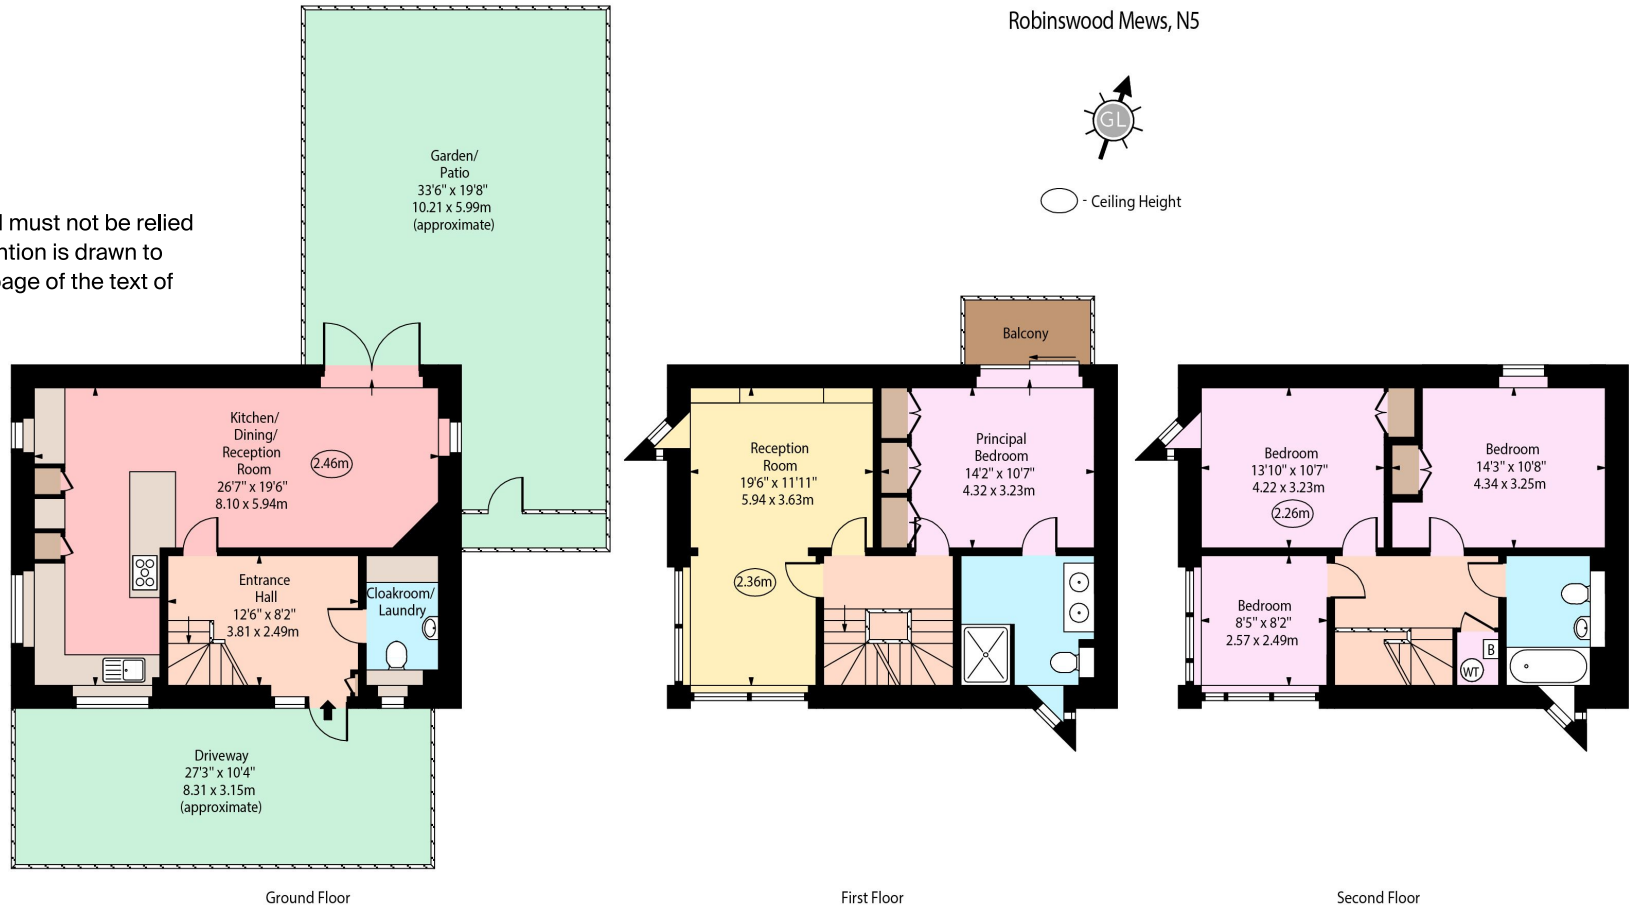 Robinswood Mews, N5
GL
- Ceiling Height
l must not be relied
ntion is drawn to
page of the text of
Garden/
Patio
33'6" x 19'8"
10.21 x 5.99m
(approximate)
Kitchen/
Dining/
Reception
Room
26'7" x 19'6"
8.10 x 5.94m
2.46m
Entrance
Hall
12'6" x 8'2"
3.81 x 2.49m
Cloakroom/
Laundry
Driveway
27'3" x 10'4"
8.31 x 3.15m
(approximate)
Ground Floor
Balcony
Reception
Room
19'6" x 11'11"
5.94 x 3.63m
2.36m
Principal
Bedroom
14'2" x 10'7"
4.32 x 3.23m
First Floor
Bedroom
13'10" x 10'7"
4.22 x 3.23m
2.26m
Bedroom
14'3" x 10'8"
4.34 x 3.25m
Bedroom
8'5" x 8'2"
2.57 x 2.49m
B
WT
Second Floor